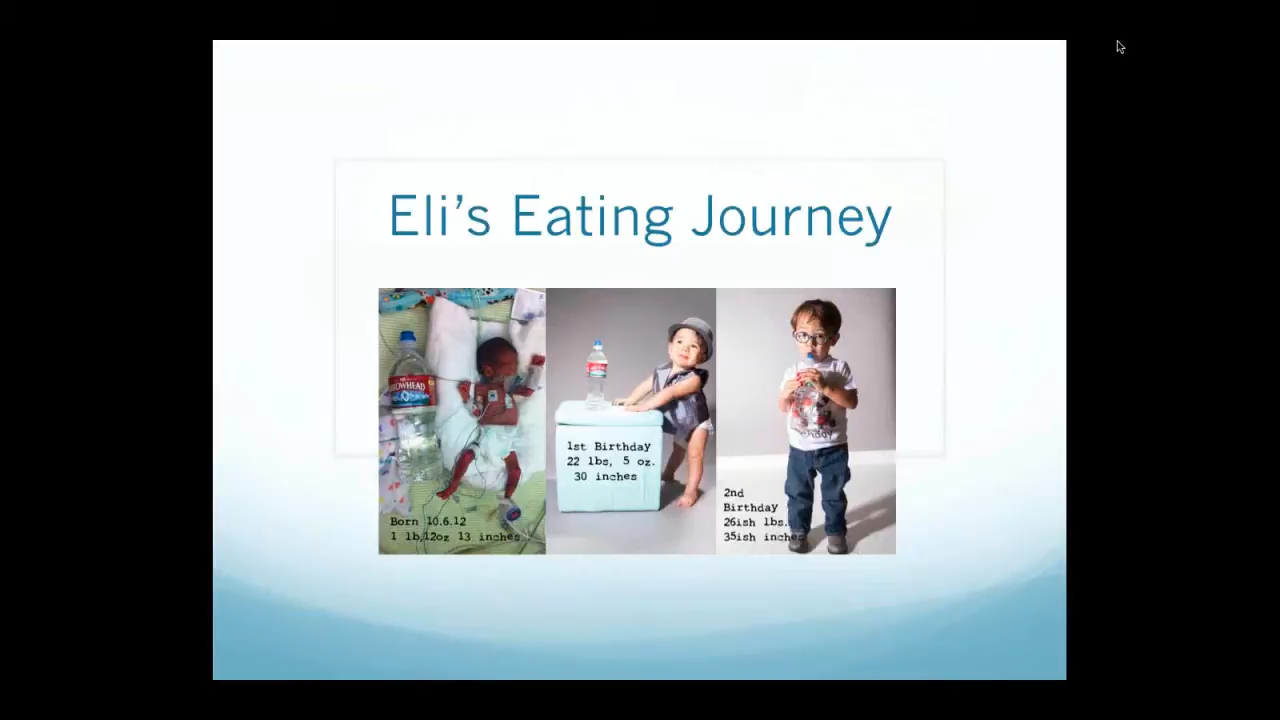 Eli's Eating Journey
Born 10.6.12
1 lb,12oz 13 inches
1st Birthday
22 lbs, 5 oz.
30 inches
2nd
Birthday
26ish lbs.
35ish inches